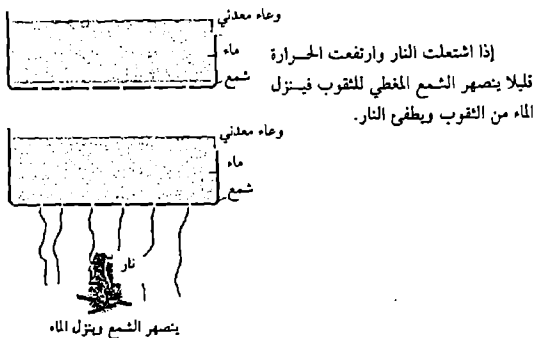 وعاء معدني
ماء
شمع
إذا اشتعلت النار وارتفعت الحـــرارة
قليلا ينصهر الشمع المغطي للثقوب فينزل
الماء من الثقوب ويطفئ النار.
وعاء معدني
ماء
شمع
نار
ينصهر الشمع وينزل الماء